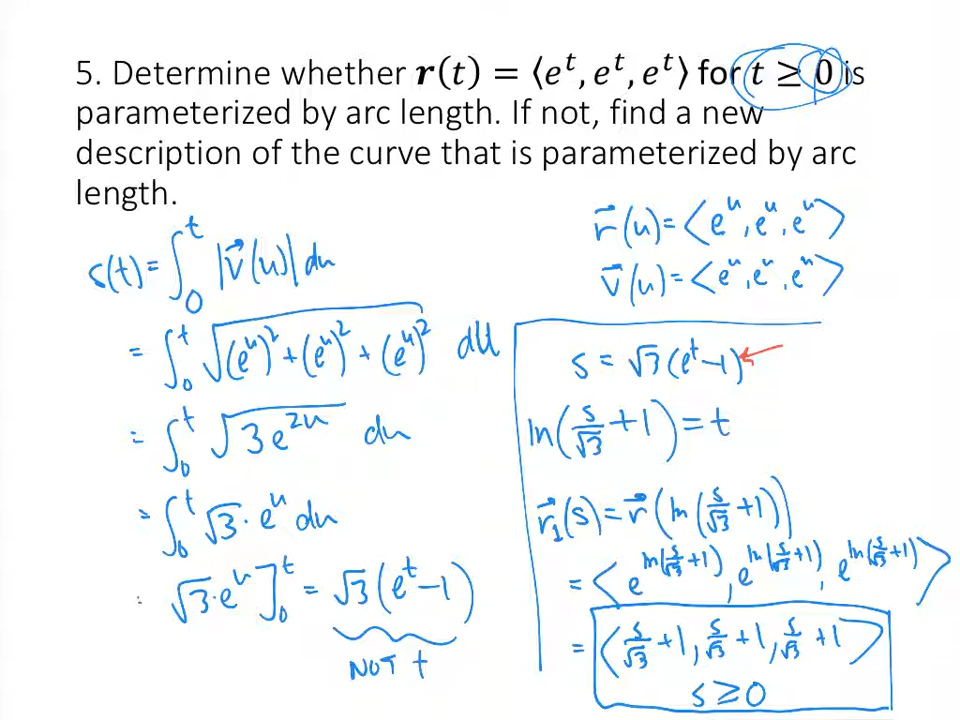 5. Determine whether r(t) = ⟨e^t, e^t, e^t⟩ for t ≥ 0 is
parameterized by arc length. If not, find a new
description of the curve that is parameterized by arc
length.
s(t) = ∫_0^t |v⃗(u)| du
= ∫_0^t √((e^u)^2 + (e^u)^2 + (e^u)^2) du
= ∫_0^t √(3e^{2u}) du
= ∫_0^t √3 · e^u du
√3 · e^u ]_0^t = √3(e^t − 1)
NOT t
r⃗(u) = ⟨e^u, e^u, e^u⟩
v⃗(u) = ⟨e^u, e^u, e^u⟩
s = √3(e^t − 1)
ln(s/√3 + 1) = t
r⃗_1(s) = r⃗(ln(s/√3 + 1))
= ⟨e^{ln(s/√3 + 1)}, e^{ln(s/√3 + 1)}, e^{ln(s/√3 + 1)}⟩
= ⟨s/√3 + 1, s/√3 + 1, s/√3 + 1⟩
s ≥ 0